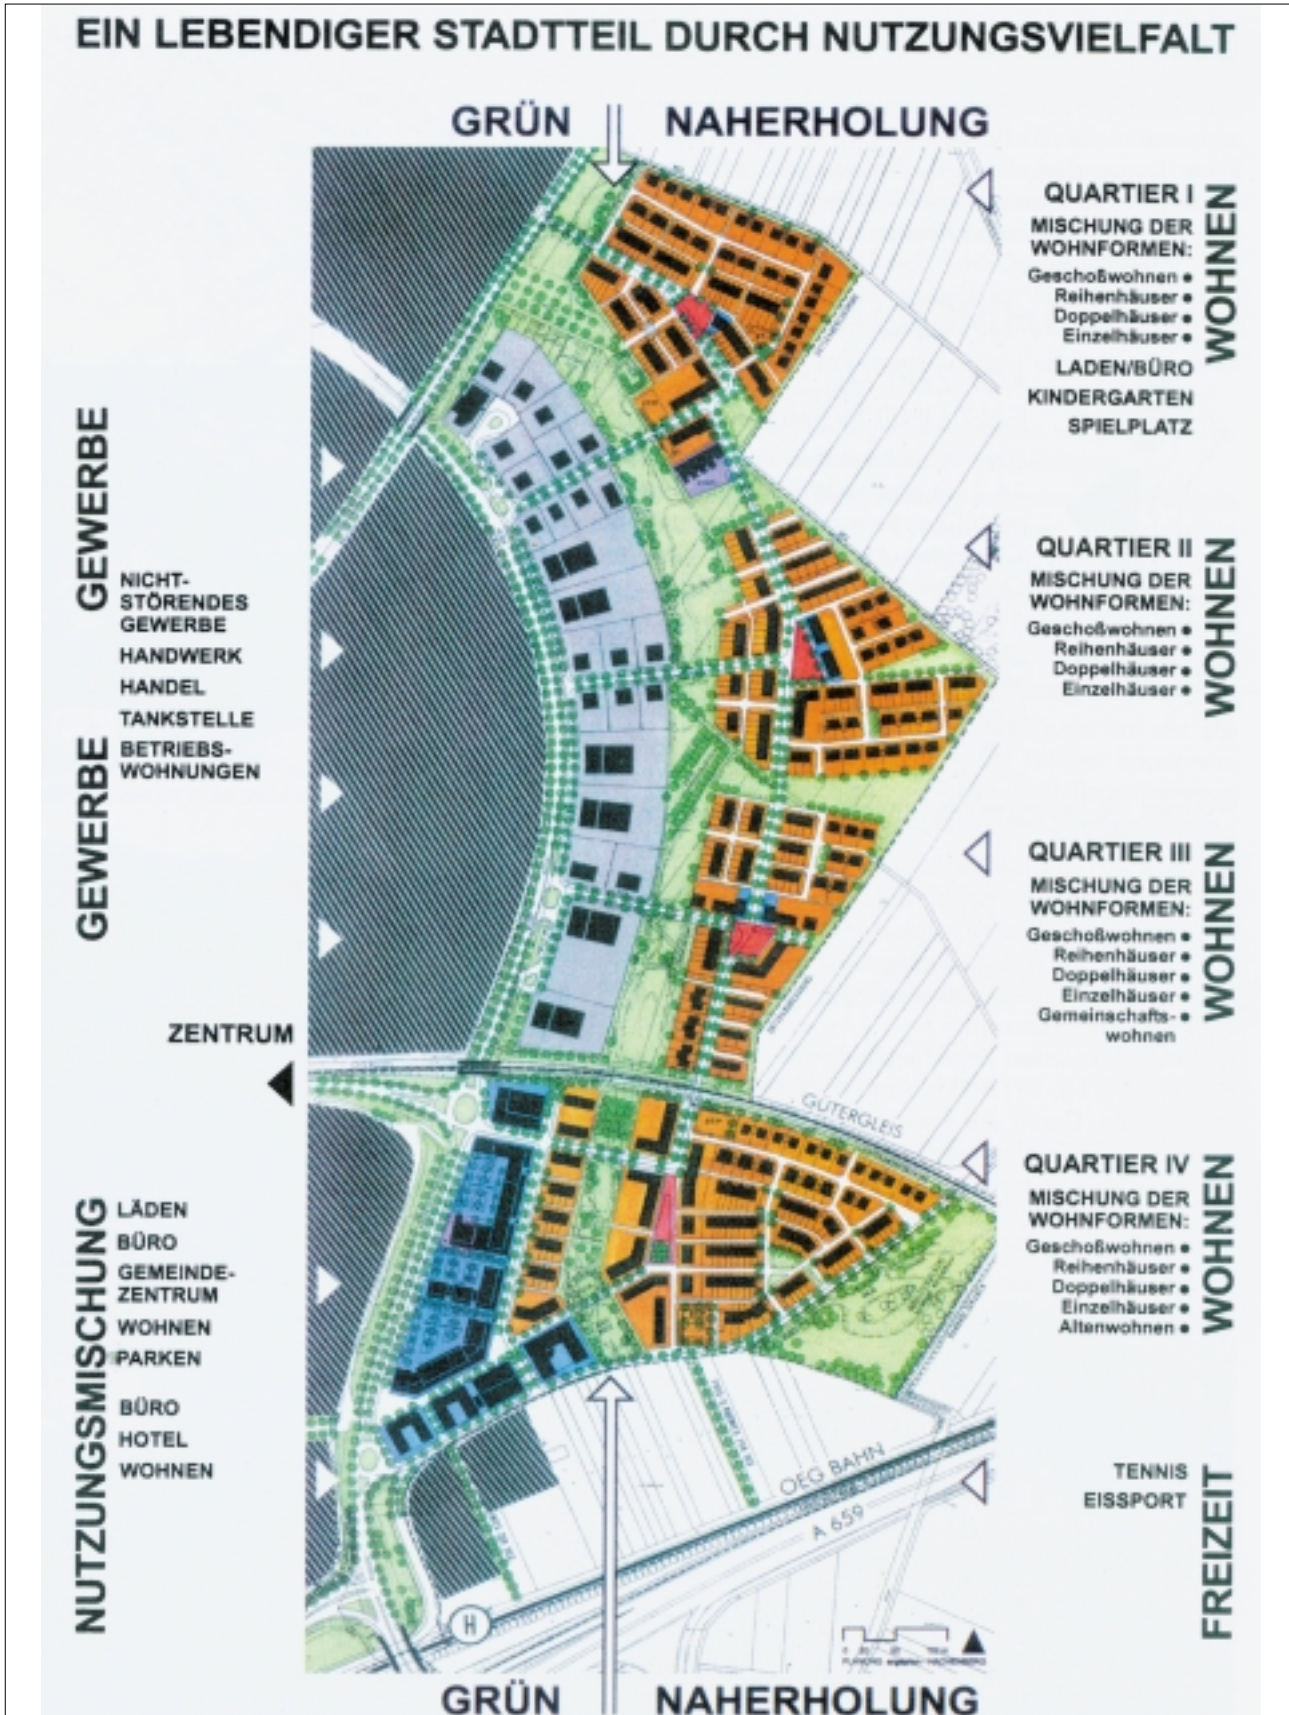 EIN LEBENDIGER STADTTEIL DURCH NUTZUNGSVIELFALT
GRÜN NAHERHOLUNG
QUARTIER I
MISCHUNG DER
WOHNFORMEN:
Geschoßwohnen •
Reihenhäuser •
Doppelhäuser •
Einzelhäuser •
LADEN/BÜRO
KINDERGARTEN
SPIELPLATZ
WOHNEN
GEWERBE
NICHT-
STÖRENDES
GEWERBE
HANDWERK
HANDEL
TANKSTELLE
BETRIEBS-
WOHNUNGEN
GEWERBE
QUARTIER II
MISCHUNG DER
WOHNFORMEN:
Geschoßwohnen •
Reihenhäuser •
Doppelhäuser •
Einzelhäuser •
WOHNEN
QUARTIER III
MISCHUNG DER
WOHNFORMEN:
Geschoßwohnen •
Reihenhäuser •
Doppelhäuser •
Einzelhäuser •
Gemeinschafts- •
wohnen
WOHNEN
ZENTRUM
GÜTERGLEIS
QUARTIER IV
MISCHUNG DER
WOHNFORMEN:
Geschoßwohnen •
Reihenhäuser •
Doppelhäuser •
Einzelhäuser •
Altenwohnen •
WOHNEN
NUTZUNGSMISCHUNG
LÄDEN
BÜRO
GEMEINDE-
ZENTRUM
WOHNEN
PARKEN
BÜRO
HOTEL
WOHNEN
OEG BAHN
A 659
H
TENNIS
EISSPORT
FREIZEIT
GRÜN NAHERHOLUNG